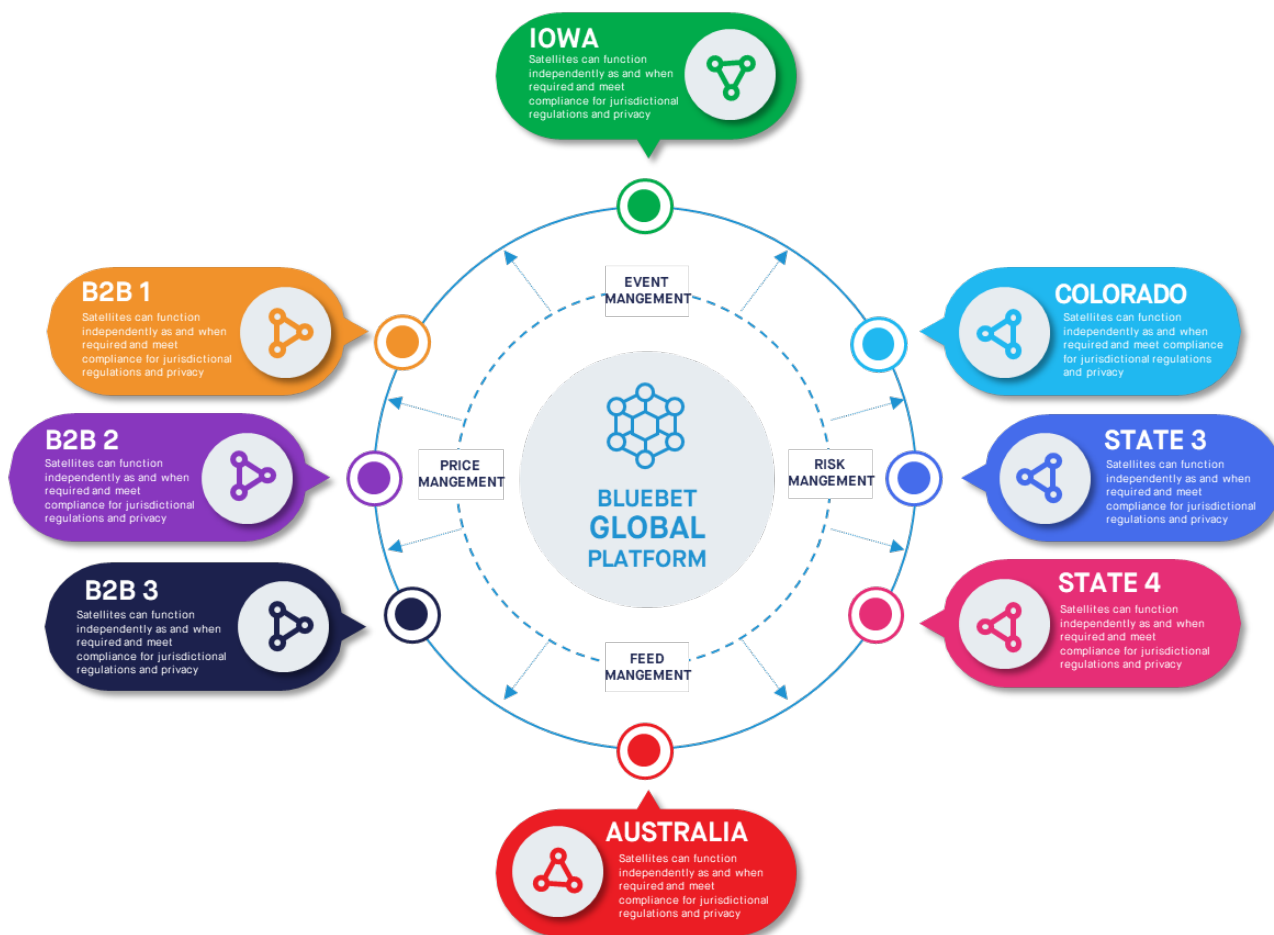 IOWA
Satellites can function
independently as and when
required and meet
compliance for jurisdictional
regulations and privacy
EVENT
MANGEMENT
B2B 1
Satellites can function
independently as and when
required and meet
compliance for jurisdictional
regulations and privacy
COLORADO
Satellites can function
independently as and when
required and meet compliance
for jurisdictional regulations
and privacy
B2B 2
Satellites can function
independently as and when
required and meet
compliance for jurisdictional
regulations and privacy
PRICE
MANGEMENT
BLUEBET
GLOBAL
PLATFORM
RISK
MANGEMENT
STATE 3
Satellites can function
independently as and when
required and meet
compliance for jurisdictional
regulations and privacy
B2B 3
Satellites can function
independently as and when
required and meet
compliance for jurisdictional
regulations and privacy
STATE 4
Satellites can function
independently as and when
required and meet
compliance for jurisdictional
regulations and privacy
FEED
MANGEMENT
AUSTRALIA
Satellites can function
independently as and when
required and meet
compliance for jurisdictional
regulations and privacy